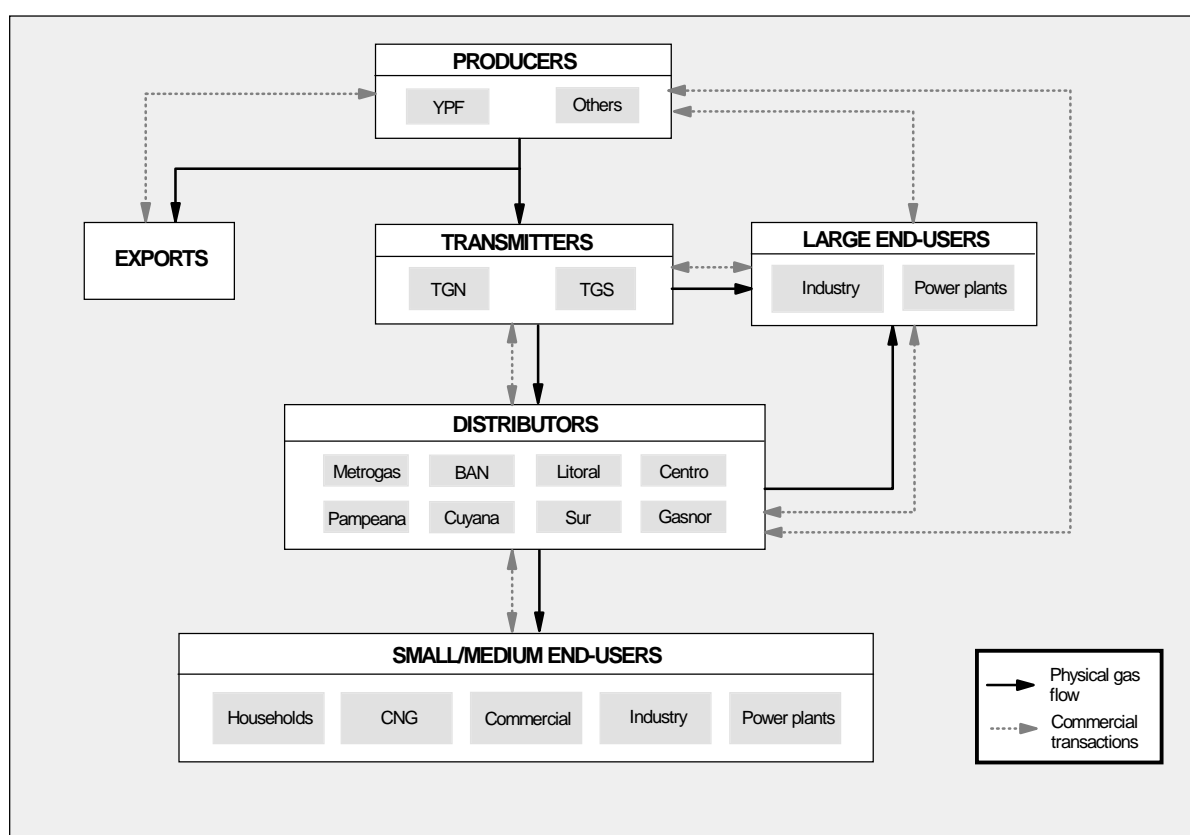 PRODUCERS
YPF
Others
EXPORTS
TRANSMITTERS
TGN
TGS
LARGE END-USERS
Industry
Power plants
DISTRIBUTORS
Metrogas
BAN
Litoral
Centro
Pampeana
Cuyana
Sur
Gasnor
SMALL/MEDIUM END-USERS
Households
CNG
Commercial
Industry
Power plants
Physical gas
flow
Commercial
transactions